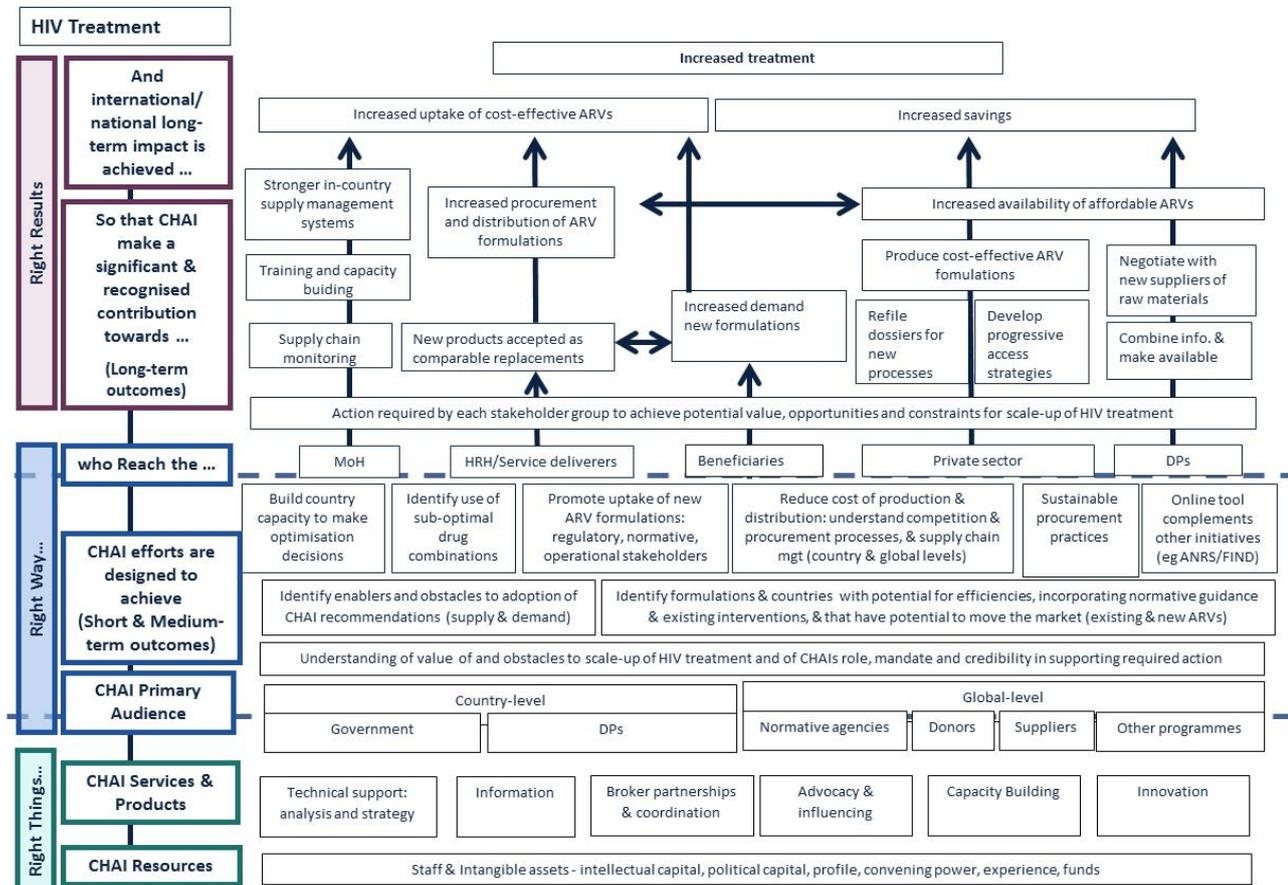 HIV Treatment
Right Results
And
international/
national long-
term impact is
achieved ...
Increased treatment
Increased uptake of cost-effective ARVs
Increased savings
So that CHAI
make a
significant &
recognised
contribution
towards ...
(Long-term
outcomes)
Stronger in-country
supply management
systems
Training and capacity
buiding
Supply chain
monitoring
Increased procurement
and distribution of ARV
formulations
New products accepted as
comparable replacements
Increased demand
new formulations
Increased availability of affordable ARVs
Produce cost-effective ARV
fomulations
Refile
dossiers for
new
processes
Develop
progressive
access
strategies
Negotiate with
new suppliers of
raw materials
Combine info. &
make available
Action required by each stakeholder group to achieve potential value, opportunities and constraints for scale-up of HIV treatment
Right Way...
who Reach the ...
MoH
HRH/Service deliverers
Beneficiaries
Private sector
DPs
CHAI efforts are
designed to
achieve
(Short & Medium-
term outcomes)
Build country
capacity to make
optimisation
decisions
Identify use of
sub-optimal
drug
combinations
Promote uptake of new
ARV formulations:
regulatory, normative,
operational stakeholders
Reduce cost of production &
distribution: understand competition &
procurement processes, & supply chain
mgt (country & global levels)
Sustainable
procurement
practices
Online tool
complements
other initiatives
(eg ANRS/FIND)
Identify enablers and obstacles to adoption of
CHAI recommendations (supply & demand)
Identify formulations & countries with potential for efficiencies, incorporating normative guidance
& existing interventions, & that have potential to move the market (existing & new ARVs)
Understanding of value of and obstacles to scale-up of HIV treatment and of CHAIs role, mandate and credibility in supporting required action
CHAI Primary
Audience
Country-level
Global-level
Government
DPs
Normative agencies
Donors
Suppliers
Other programmes
Right Things...
CHAI Services &
Products
Technical support:
analysis and strategy
Information
Broker partnerships
& coordination
Advocacy &
influencing
Capacity Building
Innovation
CHAI Resources
Staff & Intangible assets - intellectual capital, political capital, profile, convening power, experience, funds